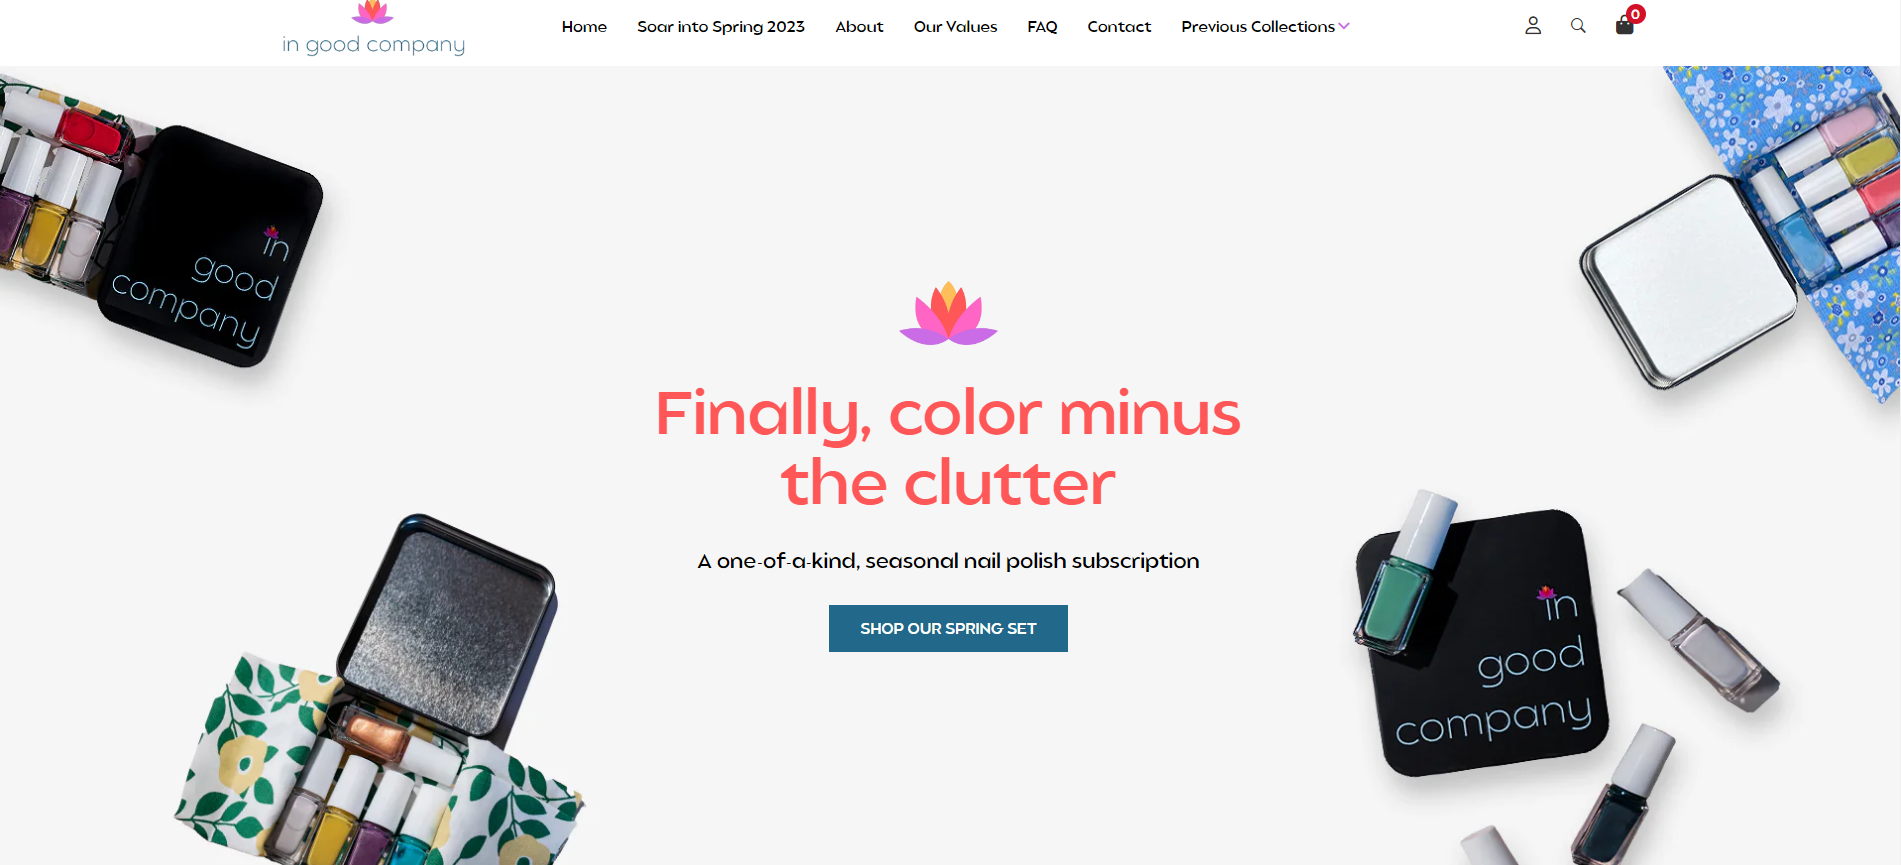 in good company
Home
Soar into Spring 2023
About
Our Values
FAQ
Contact
Previous Collections
0
in
good
company
Finally, color minus
the clutter
A one-of-a-kind, seasonal nail polish subscription
SHOP OUR SPRING SET
in
good
company